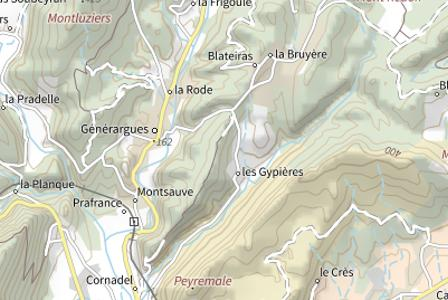 la Frigoule
Montluziers
Blateiras
la Bruyère
la Pradelle
la Rode
Générargues
162
400
les Gypières
la Planque
Montsauve
Prafrance
Cornadel
Peyremale
le Crès